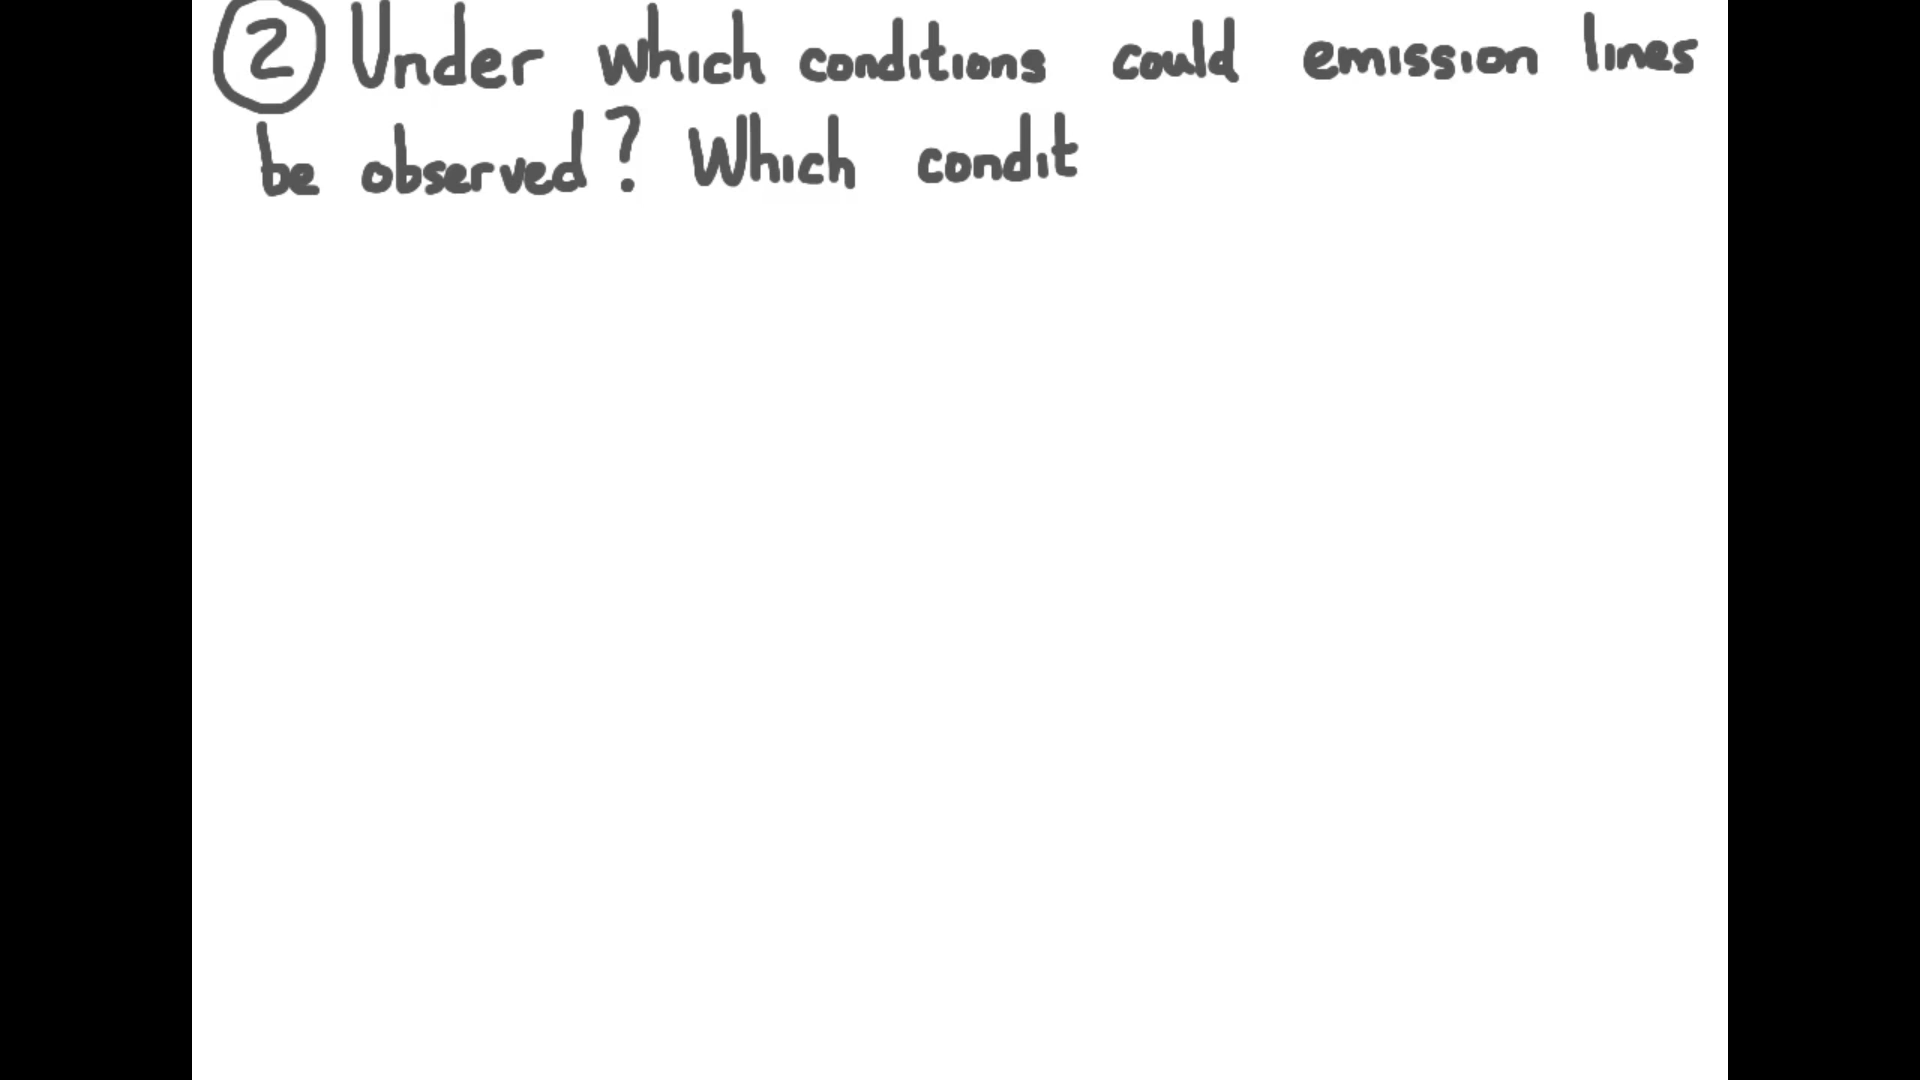 ② Under which conditions could emission lines
be observed? Which condit